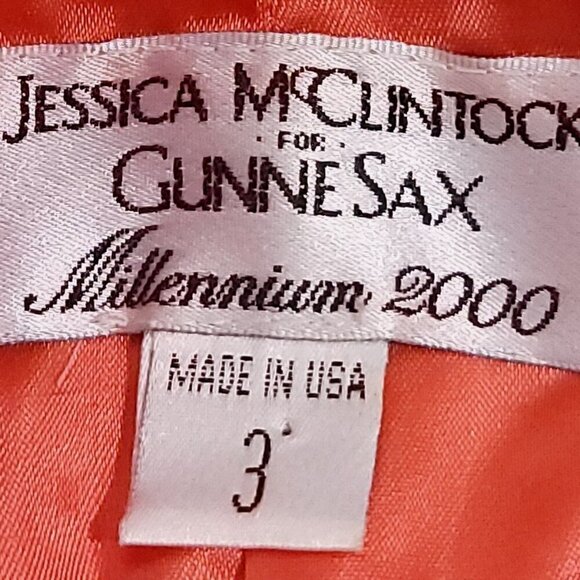 JESSICA McCLINTOCK
· FOR ·
GUNNE SAX
Millennium 2000
MADE IN USA
3